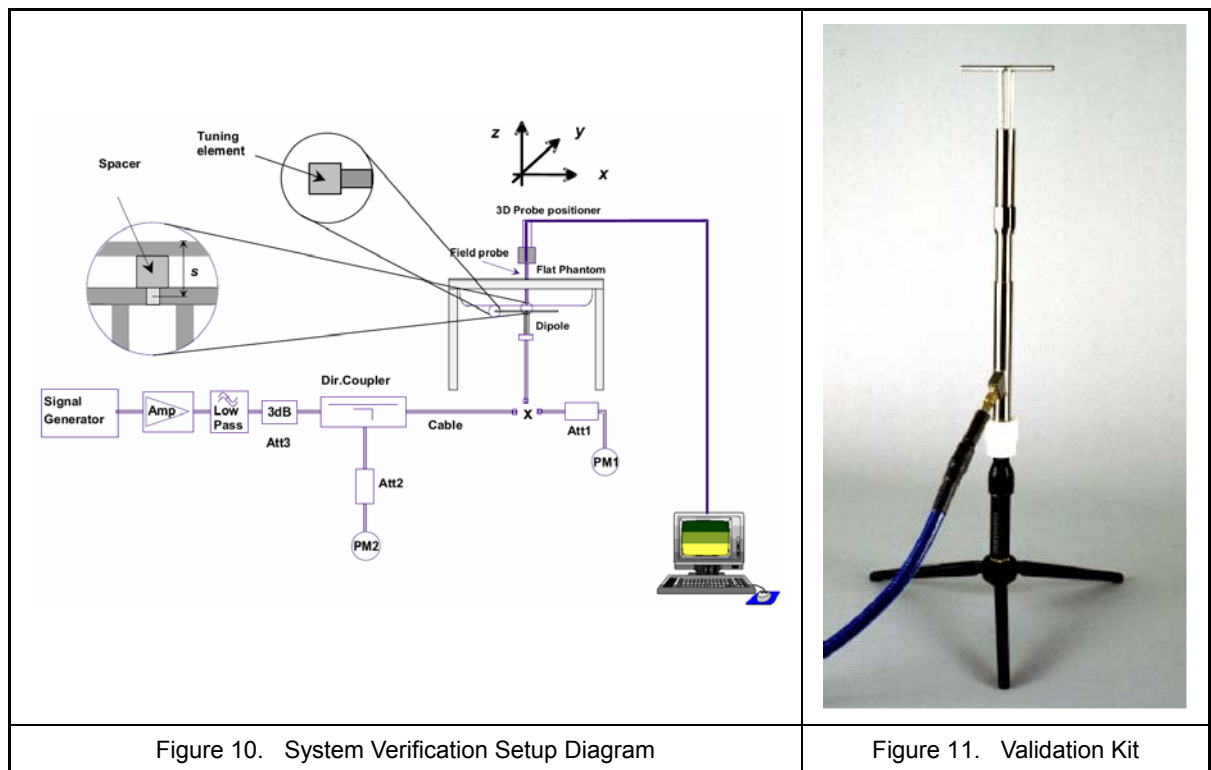 z
y
x
Tuning
element
Spacer
s
3D Probe positioner
Field probe
Flat Phantom
Dipole
Signal
Generator
Amp
Low
Pass
3dB
Att3
Dir.Coupler
Cable
x
Att1
PM1
Att2
PM2
Figure 10. System Verification Setup Diagram
Figure 11. Validation Kit